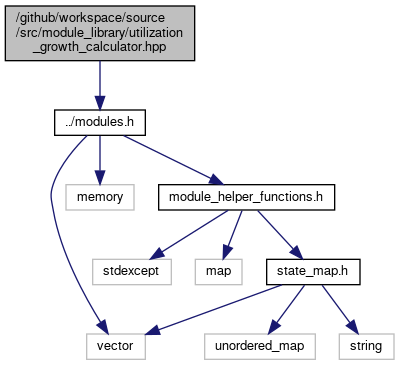 /github/workspace/source
/src/module_library/utilization
_growth_calculator.hpp
../modules.h
memory
module_helper_functions.h
stdexcept
map
state_map.h
vector
unordered_map
string